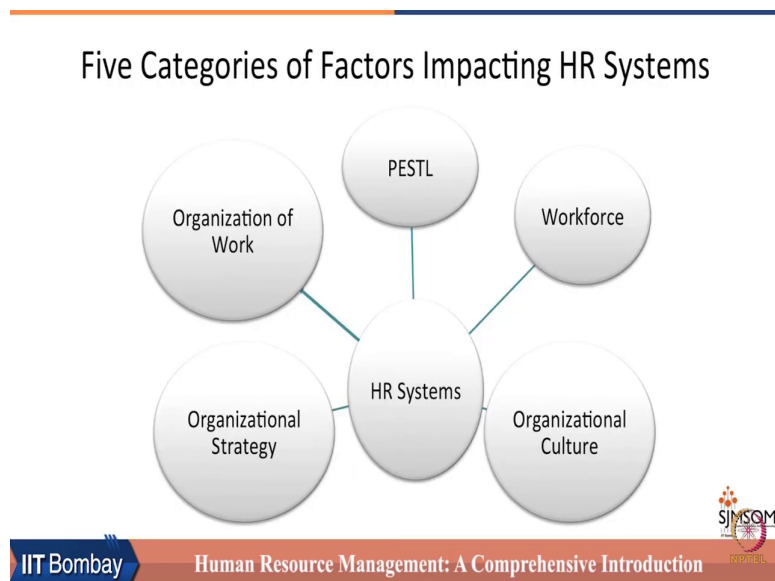 Five Categories of Factors Impacting HR Systems
PESTL
Organization of
Work
Workforce
HR Systems
Organizational
Strategy
Organizational
Culture
SJMSOM
NPTEL
IIT Bombay
Human Resource Management: A Comprehensive Introduction